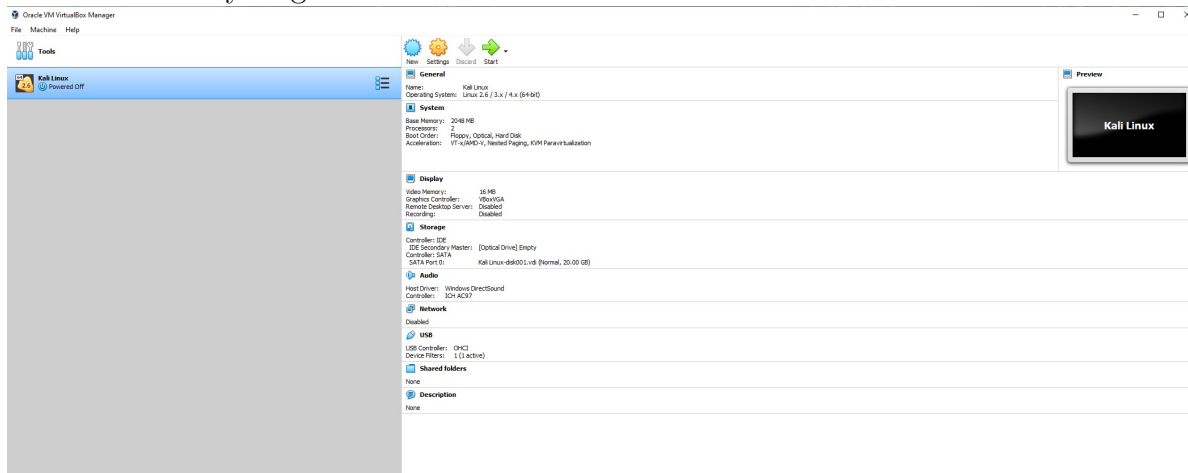 Oracle VM VirtualBox Manager
File Machine Help
Tools
New Settings Discard Start
Kali Linux
Powered Off
64
2.6
General
Name: Kali Linux
Operating System: Linux 2.6 / 3.x / 4.x (64-bit)
System
Base Memory: 2048 MB
Processors: 2
Boot Order: Floppy, Optical, Hard Disk
Acceleration: VT-x/AMD-V, Nested Paging, KVM Paravirtualization
Display
Video Memory: 16 MB
Graphics Controller: VBoxVGA
Remote Desktop Server: Disabled
Recording: Disabled
Storage
Controller: IDE
IDE Secondary Master: [Optical Drive] Empty
Controller: SATA
SATA Port 0: Kali Linux-disk001.vdi (Normal, 20.00 GB)
Audio
Host Driver: Windows DirectSound
Controller: ICH AC97
Network
Disabled
USB
USB Controller: OHCI
Device Filters: 1 (1 active)
Shared folders
None
Description
None
Preview
Kali Linux